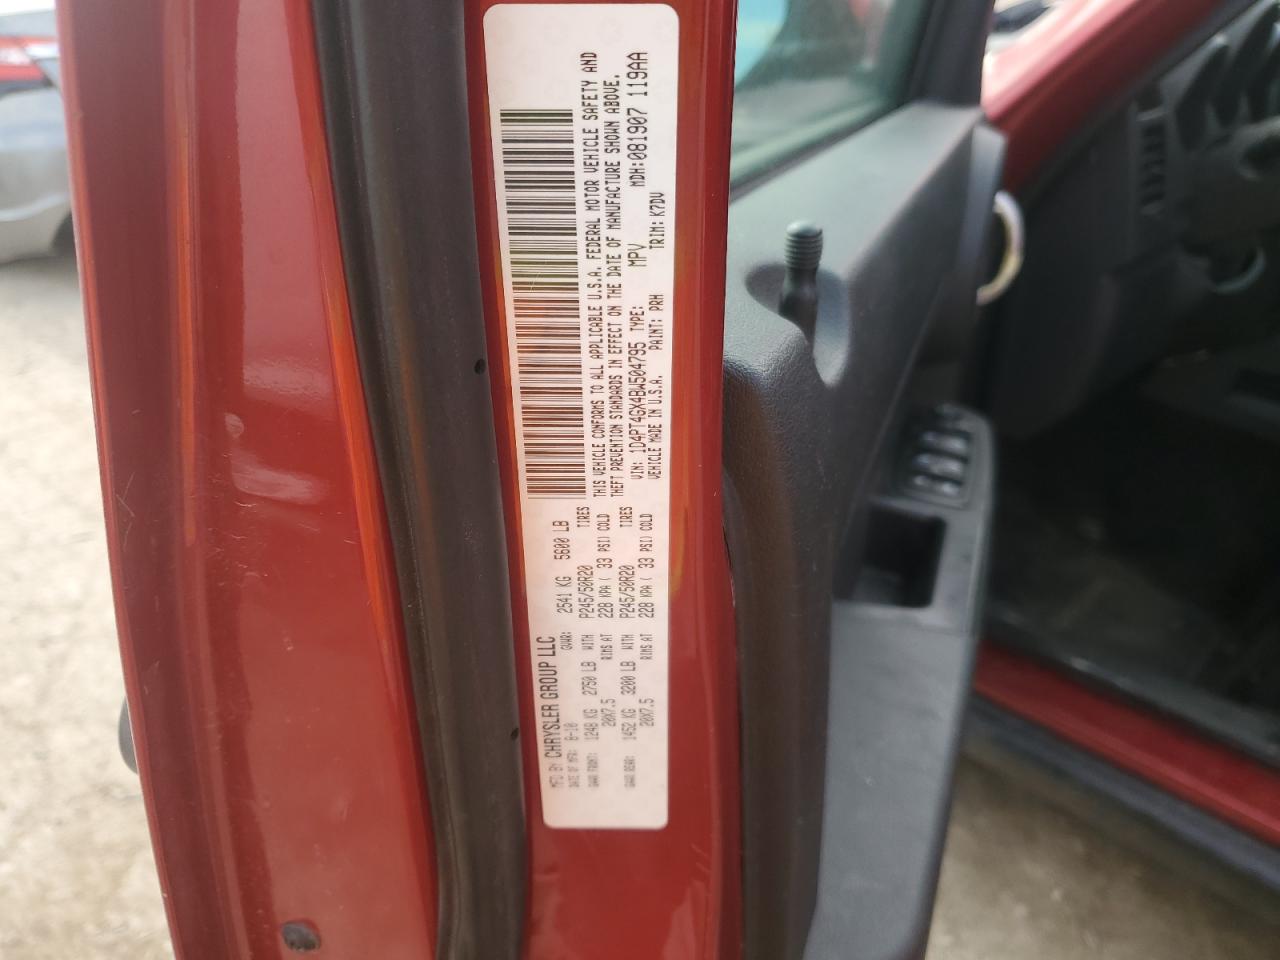 MFD BY: CHRYSLER GROUP LLC
DATE OF MFR: 8-10 GVWR: 2541 KG 5600 LB
GAWR FRONT: 1248 KG 2750 LB WITH P245/50R20 TIRES
20X7.5 RIMS AT 228 KPA ( 33 PSI) COLD
GAWR REAR: 1452 KG 3200 LB WITH P245/50R20 TIRES
20X7.5 RIMS AT 228 KPA ( 33 PSI) COLD
THIS VEHICLE CONFORMS TO ALL APPLICABLE U.S.A. FEDERAL MOTOR VEHICLE SAFETY AND
THEFT PREVENTION STANDARDS IN EFFECT ON THE DATE OF MANUFACTURE SHOWN ABOVE.
VIN: 1D4PT4GX4BW504795 TYPE: MPV MDH:081907 119AA
VEHICLE MADE IN U.S.A. PAINT: PRH TRIM: K7DV